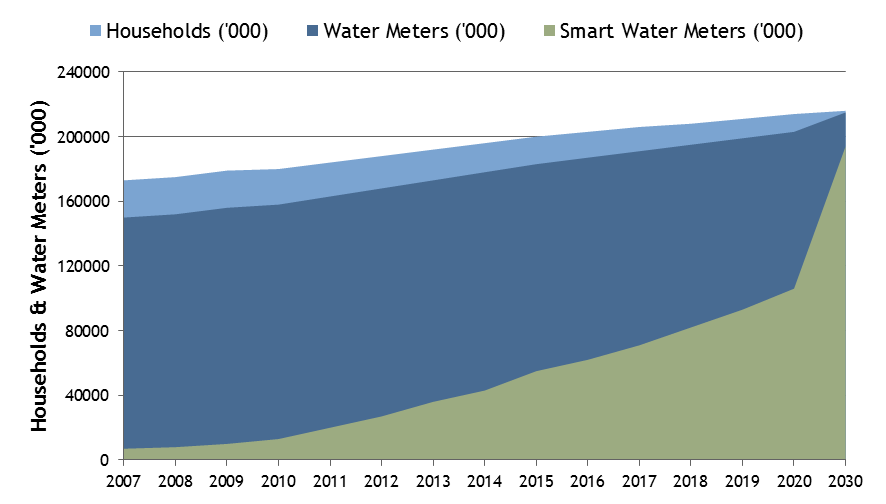 Households ('000) Water Meters ('000) Smart Water Meters ('000)
Households & Water Meters ('000)
240000
200000
160000
120000
80000
40000
0
2007 2008 2009 2010 2011 2012 2013 2014 2015 2016 2017 2018 2019 2020 2030